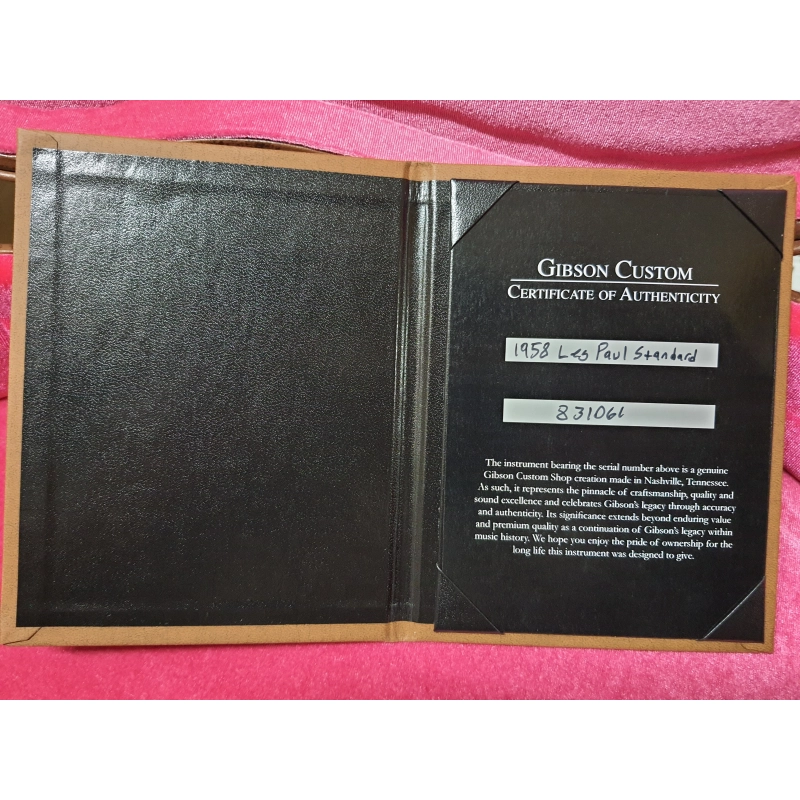 GIBSON CUSTOM
CERTIFICATE OF AUTHENTICITY
1958 Les Paul Standard
The instrument bearing the serial number above is a genuine
Gibson Custom Shop creation made in Nashville, Tennessee.
As such, it represents the pinnacle of craftsmanship, quality and
sound excellence and celebrates Gibson's legacy through accuracy
and authenticity. Its significance extends beyond enduring value
and premium quality as a continuation of Gibson's legacy within
music history. We hope you enjoy the pride of ownership for the
long life this instrument was designed to give.